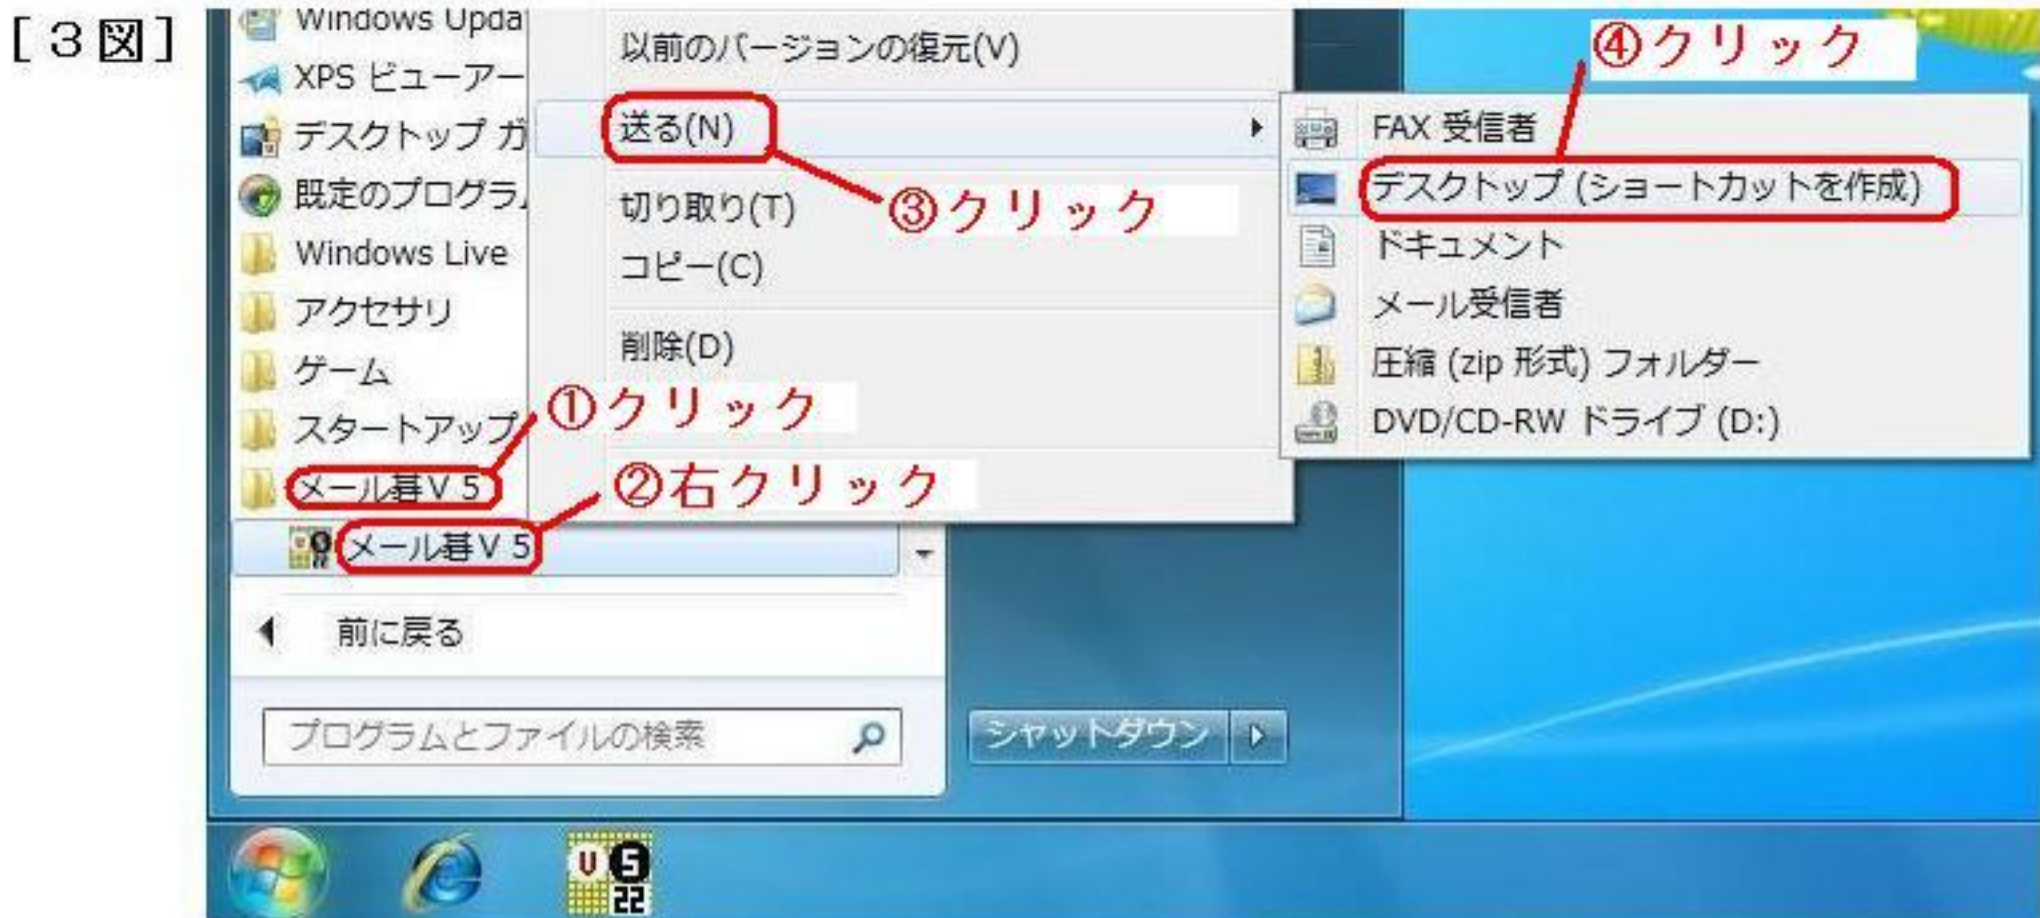 [３図]
Windows Upda
XPS ビューアー
デスクトップ ガ
既定のプログラ
Windows Live
アクセサリ
ゲーム
スタートアップ
メール碁Ｖ５
メール碁Ｖ５
前に戻る
プログラムとファイルの検索
シャットダウン
以前のバージョンの復元(V)
送る(N)
切り取り(T)
コピー(C)
削除(D)
①クリック
②右クリック
③クリック
④クリック
FAX 受信者
デスクトップ (ショートカットを作成)
ドキュメント
メール受信者
圧縮 (zip 形式) フォルダー
DVD/CD-RW ドライブ (D:)
V 5
22